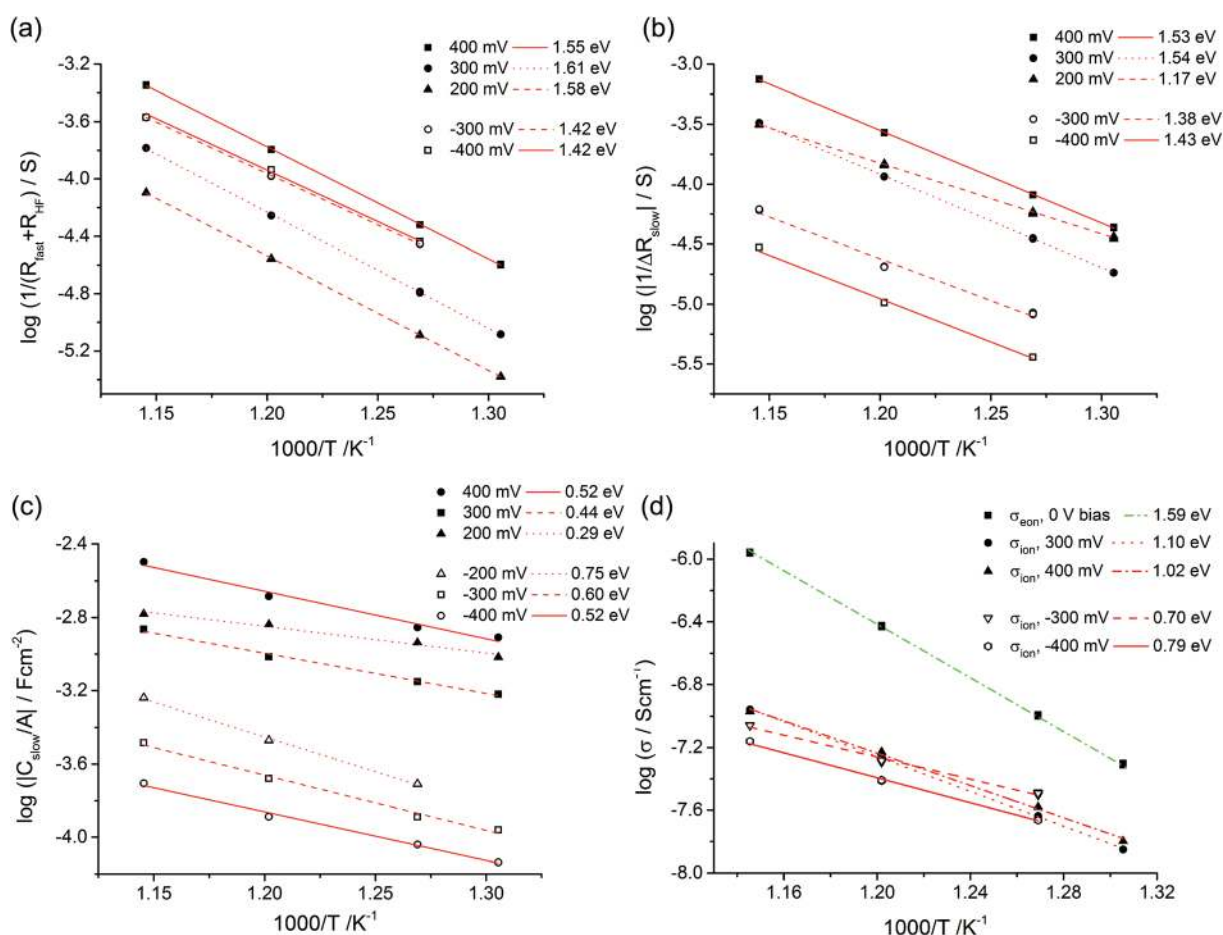 (a)
400 mV 1.55 eV
300 mV 1.61 eV
200 mV 1.58 eV
-300 mV 1.42 eV
-400 mV 1.42 eV
log (1/(R_fast+R_HF) / S)
-3.2
-3.6
-4.0
-4.4
-4.8
-5.2
1.15 1.20 1.25 1.30
1000/T /K⁻¹
(b)
400 mV 1.53 eV
300 mV 1.54 eV
200 mV 1.17 eV
-300 mV 1.38 eV
-400 mV 1.43 eV
log (|1/ΔR_slow| / S)
-3.0
-3.5
-4.0
-4.5
-5.0
-5.5
1.15 1.20 1.25 1.30
1000/T /K⁻¹
(c)
400 mV 0.52 eV
300 mV 0.44 eV
200 mV 0.29 eV
-200 mV 0.75 eV
-300 mV 0.60 eV
-400 mV 0.52 eV
log (|C_slow/A| / Fcm⁻²)
-2.4
-2.8
-3.2
-3.6
-4.0
1.15 1.20 1.25 1.30
1000/T /K⁻¹
(d)
σ_eon, 0 V bias 1.59 eV
σ_ion, 300 mV 1.10 eV
σ_ion, 400 mV 1.02 eV
σ_ion, -300 mV 0.70 eV
σ_ion, -400 mV 0.79 eV
log (σ / Scm⁻¹)
-6.0
-6.4
-6.8
-7.2
-7.6
-8.0
1.16 1.20 1.24 1.28 1.32
1000/T /K⁻¹